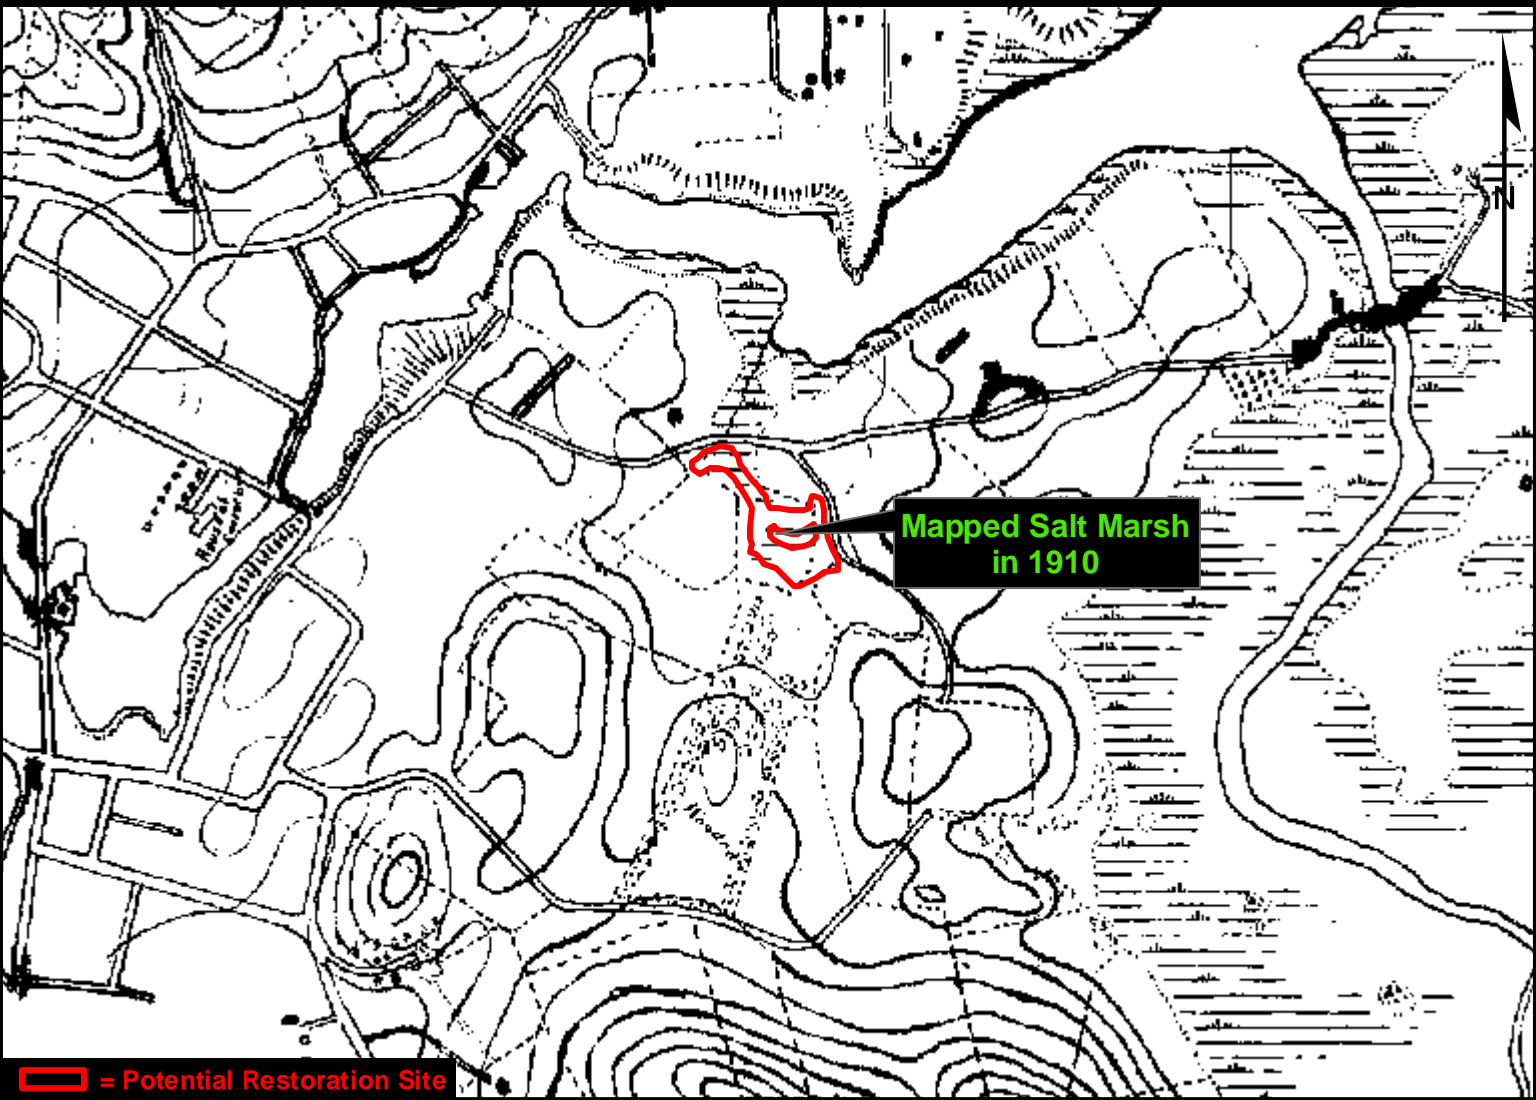 N
Mapped Salt Marsh
in 1910
= Potential Restoration Site